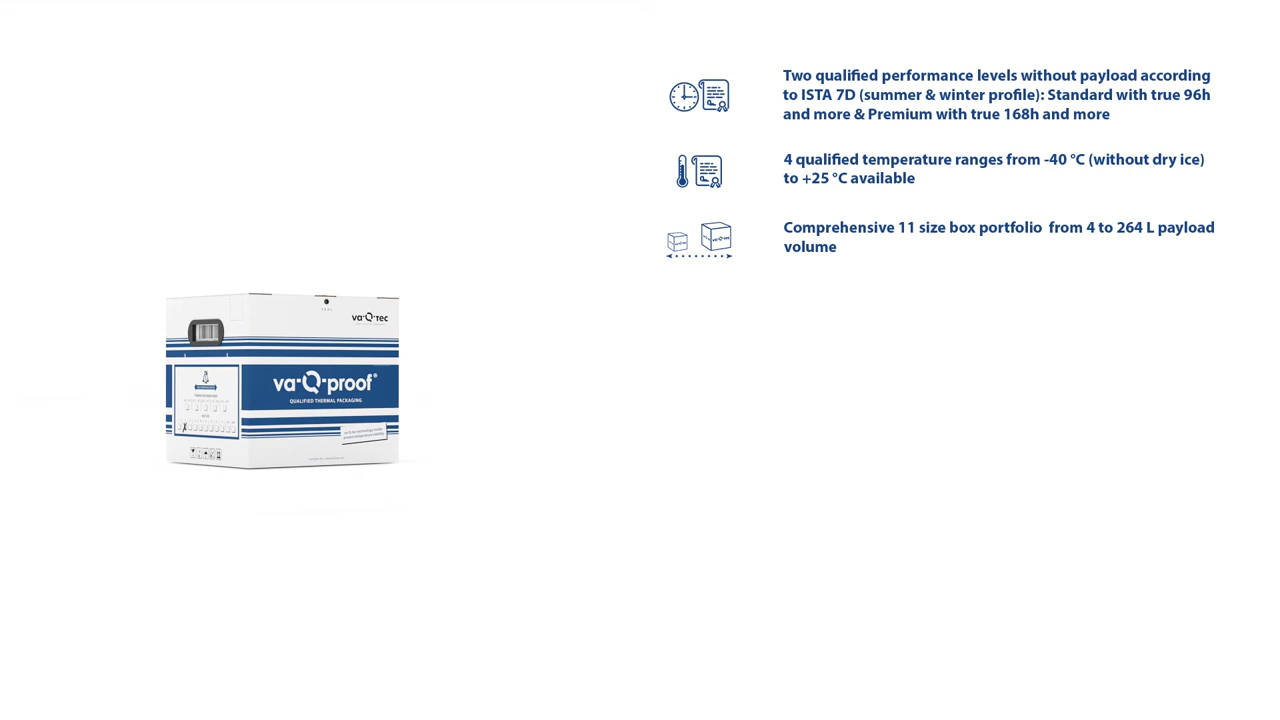 Two qualified performance levels without payload according
to ISTA 7D (summer & winter profile): Standard with true 96h
and more & Premium with true 168h and more
4 qualified temperature ranges from -40 °C (without dry ice)
to +25 °C available
Comprehensive 11 size box portfolio  from 4 to 264 L payload
volume
va-Q-tec
va-Q-proof®
QUALIFIED THERMAL PACKAGING